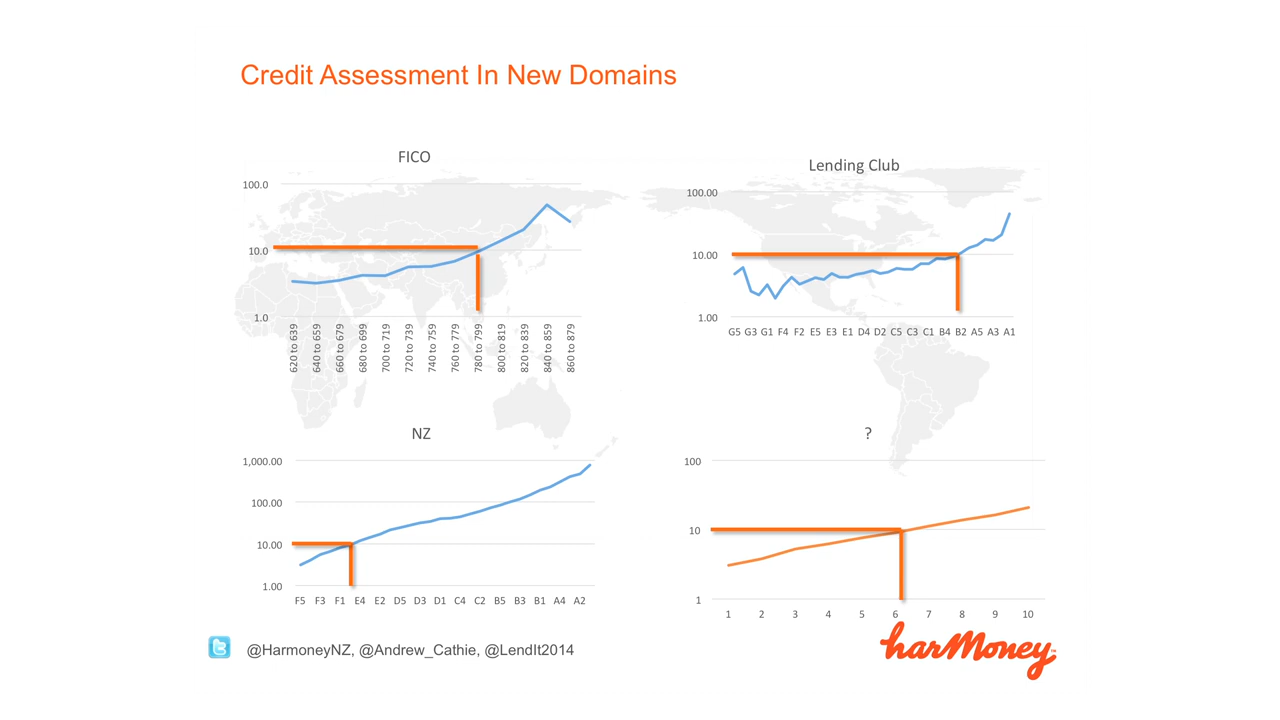 Credit Assessment In New Domains
FICO
100.0
10.0
1.0
620 to 639
640 to 659
660 to 679
680 to 699
700 to 719
720 to 739
740 to 759
760 to 779
780 to 799
800 to 819
820 to 839
840 to 859
860 to 879
Lending Club
100.00
10.00
1.00
G5 G3 G1 F4 F2 E5 E3 E1 D4 D2 C5 C3 C1 B4 B2 A5 A3 A1
NZ
1,000.00
100.00
10.00
1.00
F5 F3 F1 E4 E2 D5 D3 D1 C4 C2 B5 B3 B1 A4 A2
?
100
10
1
1 2 3 4 5 6 7 8 9 10
@HarmoneyNZ, @Andrew_Cathie, @LendIt2014
harMoney